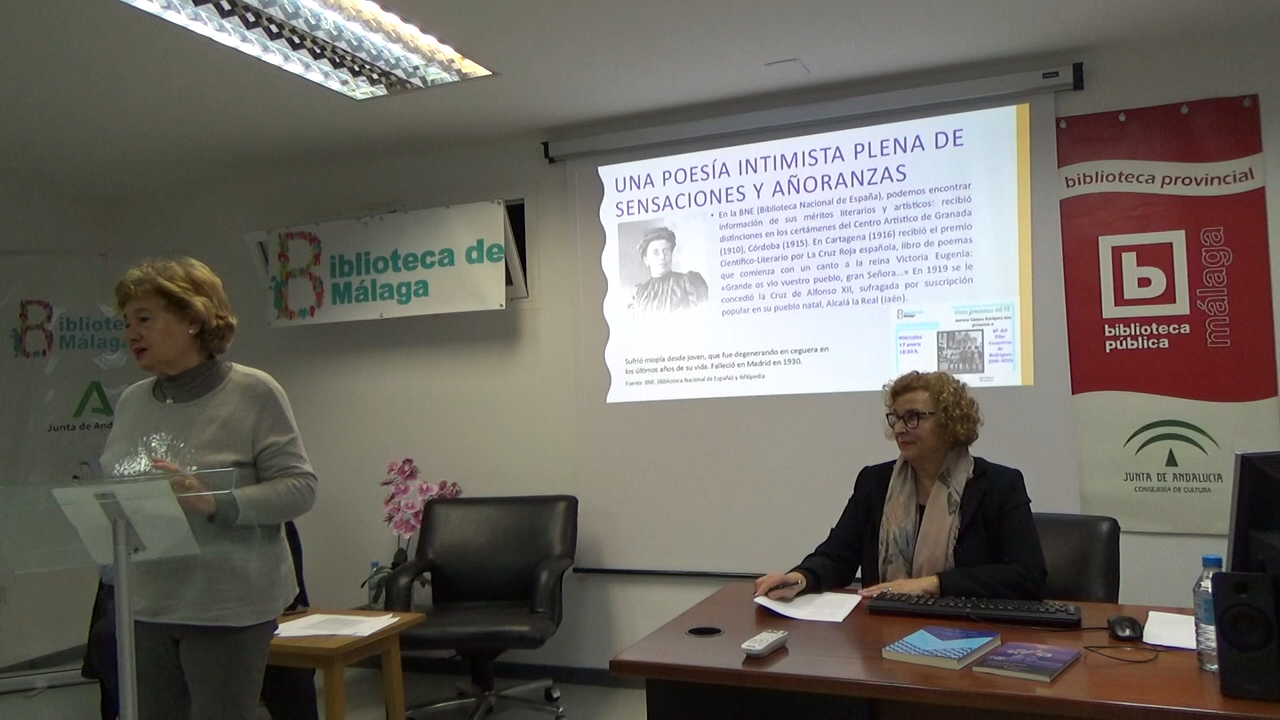 UNA POESÍA INTIMISTA PLENA DE
SENSACIONES Y AÑORANZAS
• En la BNE (Biblioteca Nacional de España), podemos encontrar
información de sus méritos literarios y artísticos: recibió
distinciones en los certámenes del Centro Artístico de Granada
(1910), Córdoba (1915). En Cartagena (1916) recibió el premio
Científico-Literario por La Cruz Roja española, libro de poemas
que comienza con un canto a la reina Victoria Eugenia:
«Grande os vio vuestro pueblo, gran Señora...» En 1919 se le
concedió la Cruz de Alfonso XII, sufragada por suscripción
popular en su pueblo natal, Alcalá la Real (Jaén).
Sufrió miopía desde joven, que fue degenerando en ceguera en
los últimos años de su vida. Falleció en Madrid en 1930.
Fuente: BNE. (Biblioteca Nacional de España) y Wikipedia
17 enero
Biblioteca de
Málaga
Biblioteca
Málaga
Junta de And
biblioteca provincial
b
biblioteca
pública
málaga
JUNTA DE ANDALUCIA
CONSEJERÍA DE CULTURA